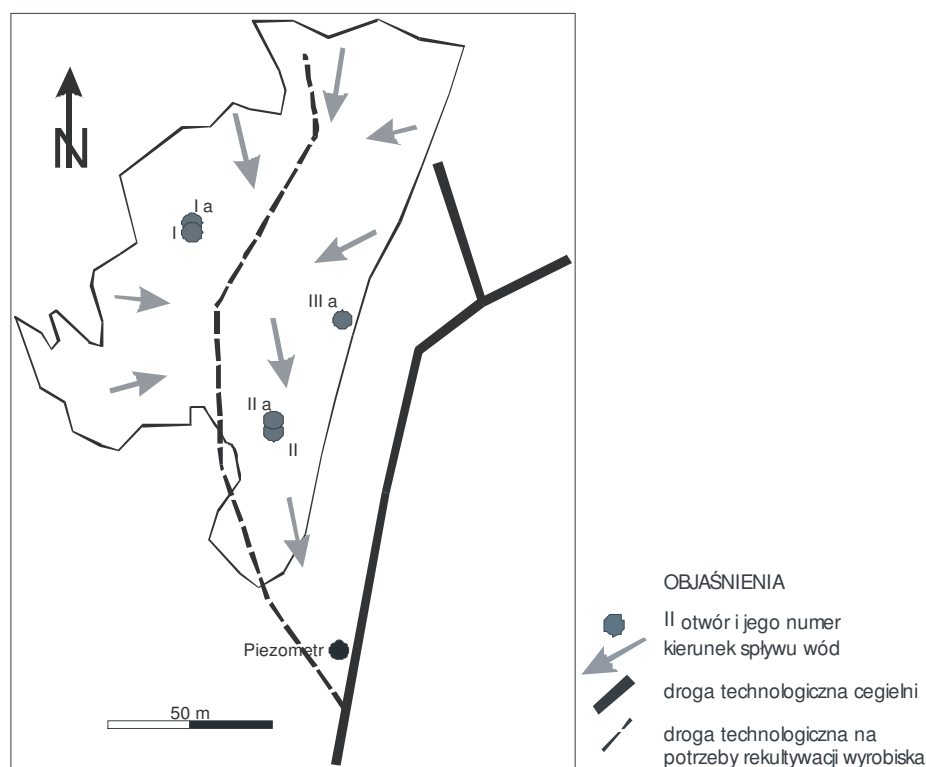 N
I a
I
III a
II a
II
Piezometr
50 m
OBJAŚNIENIA
II otwór i jego numer
kierunek spływu wód
droga technologiczna cegielni
droga technologiczna na
potrzeby rekultywacji wyrobiska